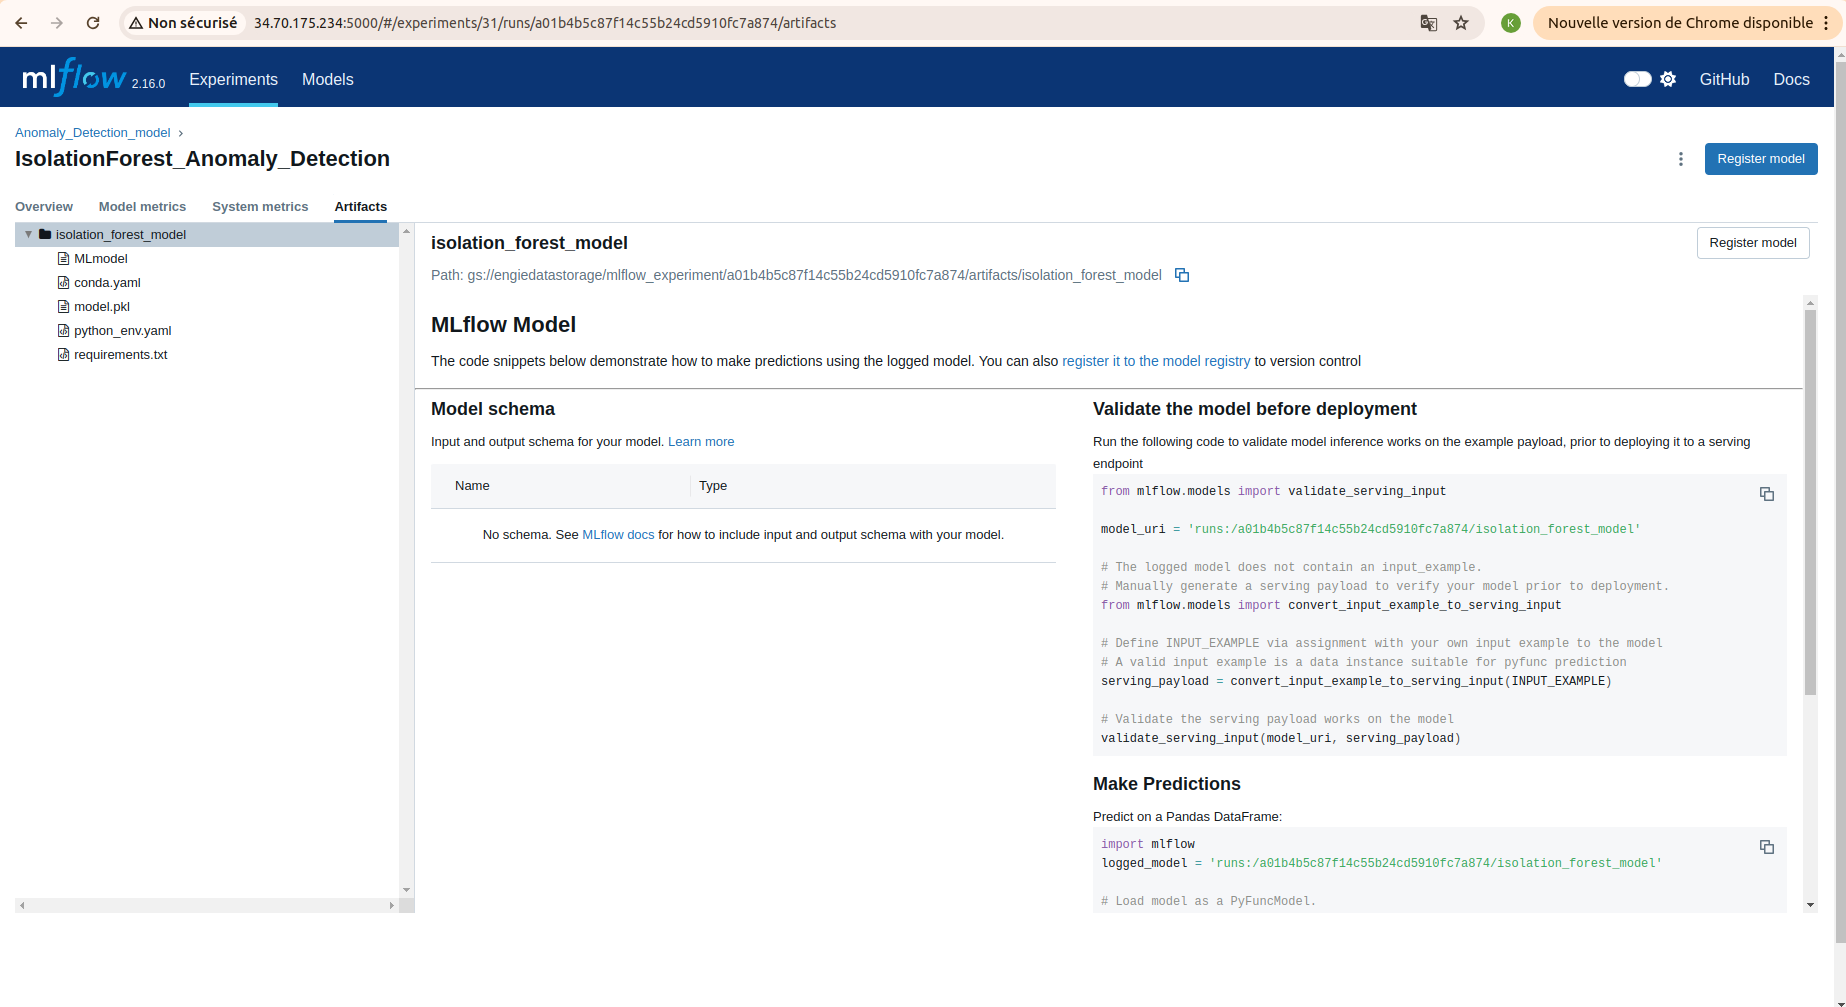 Non sécurisé 34.70.175.234:5000/#/experiments/31/runs/a01b4b5c87f14c55b24cd5910fc7a874/artifacts K Nouvelle version de Chrome disponible
mlflow 2.16.0 Experiments Models GitHub Docs
Anomaly_Detection_model ›
IsolationForest_Anomaly_Detection
Register model
Overview Model metrics System metrics Artifacts
isolation_forest_model
MLmodel
conda.yaml
model.pkl
python_env.yaml
requirements.txt
isolation_forest_model
Register model
Path: gs://engiedatastorage/mlflow_experiment/a01b4b5c87f14c55b24cd5910fc7a874/artifacts/isolation_forest_model
MLflow Model
The code snippets below demonstrate how to make predictions using the logged model. You can also register it to the model registry to version control
Model schema
Input and output schema for your model. Learn more
Name Type
No schema. See MLflow docs for how to include input and output schema with your model.
Validate the model before deployment
Run the following code to validate model inference works on the example payload, prior to deploying it to a serving
endpoint
from mlflow.models import validate_serving_input
model_uri = 'runs:/a01b4b5c87f14c55b24cd5910fc7a874/isolation_forest_model'
# The logged model does not contain an input_example.
# Manually generate a serving payload to verify your model prior to deployment.
from mlflow.models import convert_input_example_to_serving_input
# Define INPUT_EXAMPLE via assignment with your own input example to the model
# A valid input example is a data instance suitable for pyfunc prediction
serving_payload = convert_input_example_to_serving_input(INPUT_EXAMPLE)
# Validate the serving payload works on the model
validate_serving_input(model_uri, serving_payload)
Make Predictions
Predict on a Pandas DataFrame:
import mlflow
logged_model = 'runs:/a01b4b5c87f14c55b24cd5910fc7a874/isolation_forest_model'
# Load model as a PyFuncModel.